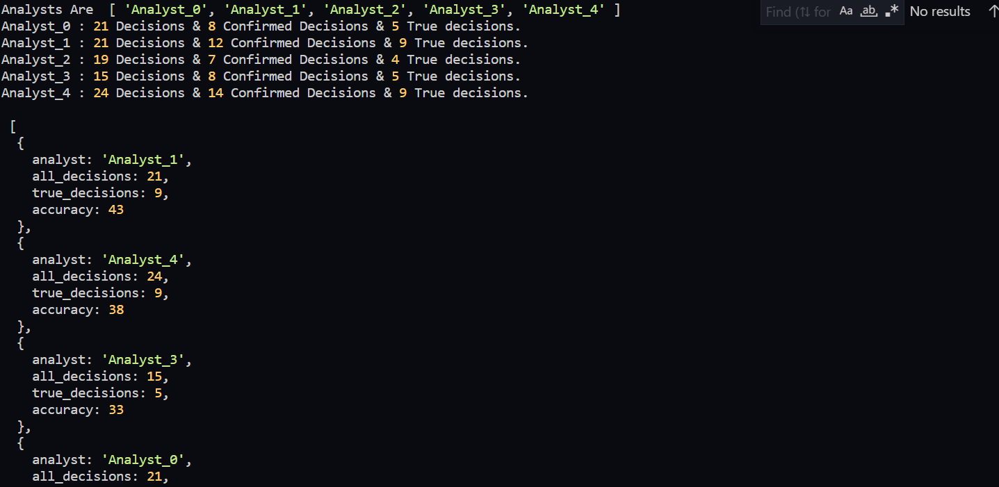 Analysts Are  [ 'Analyst_0', 'Analyst_1', 'Analyst_2', 'Analyst_3', 'Analyst_4' ]
Find (⇅ for Aa ab .* No results ↑
Analyst_0 : 21 Decisions & 8 Confirmed Decisions & 5 True decisions.
Analyst_1 : 21 Decisions & 12 Confirmed Decisions & 9 True decisions.
Analyst_2 : 19 Decisions & 7 Confirmed Decisions & 4 True decisions.
Analyst_3 : 15 Decisions & 8 Confirmed Decisions & 5 True decisions.
Analyst_4 : 24 Decisions & 14 Confirmed Decisions & 9 True decisions.
[
{
analyst: 'Analyst_1',
all_decisions: 21,
true_decisions: 9,
accuracy: 43
},
{
analyst: 'Analyst_4',
all_decisions: 24,
true_decisions: 9,
accuracy: 38
},
{
analyst: 'Analyst_3',
all_decisions: 15,
true_decisions: 5,
accuracy: 33
},
{
analyst: 'Analyst_0',
all_decisions: 21,